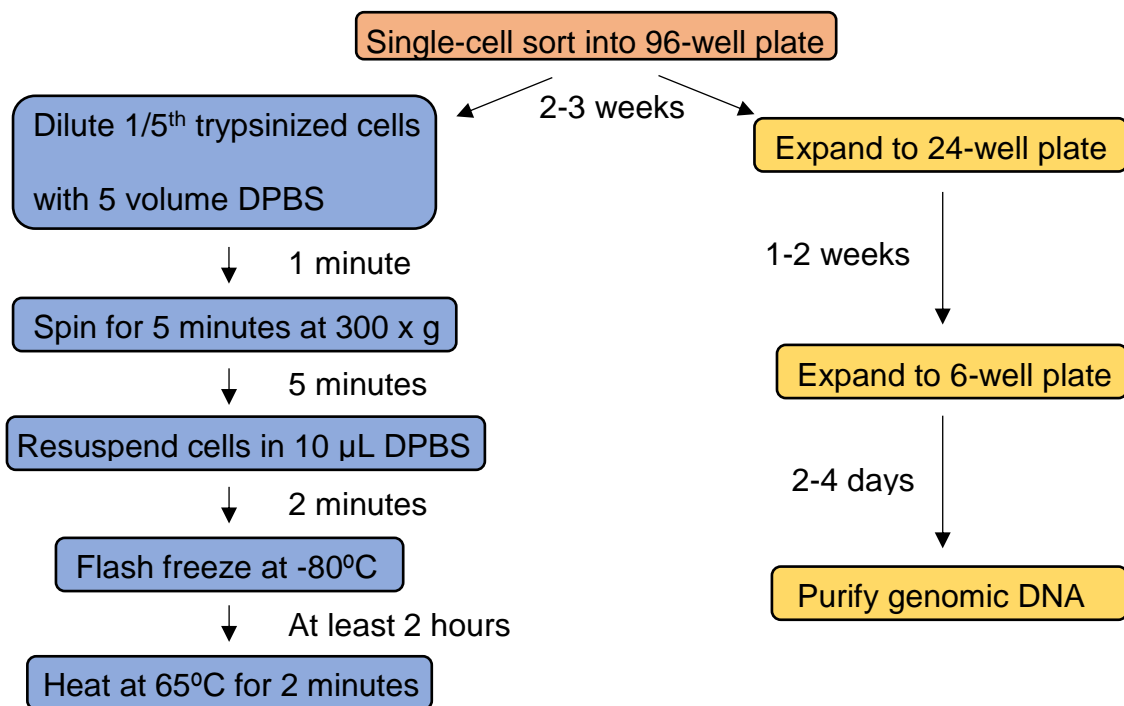 Single-cell sort into 96-well plate
2-3 weeks
Dilute 1/5th trypsinized cells
with 5 volume DPBS
1 minute
Spin for 5 minutes at 300 x g
5 minutes
Resuspend cells in 10 µL DPBS
2 minutes
Flash freeze at -80ºC
At least 2 hours
Heat at 65ºC for 2 minutes
Expand to 24-well plate
1-2 weeks
Expand to 6-well plate
2-4 days
Purify genomic DNA